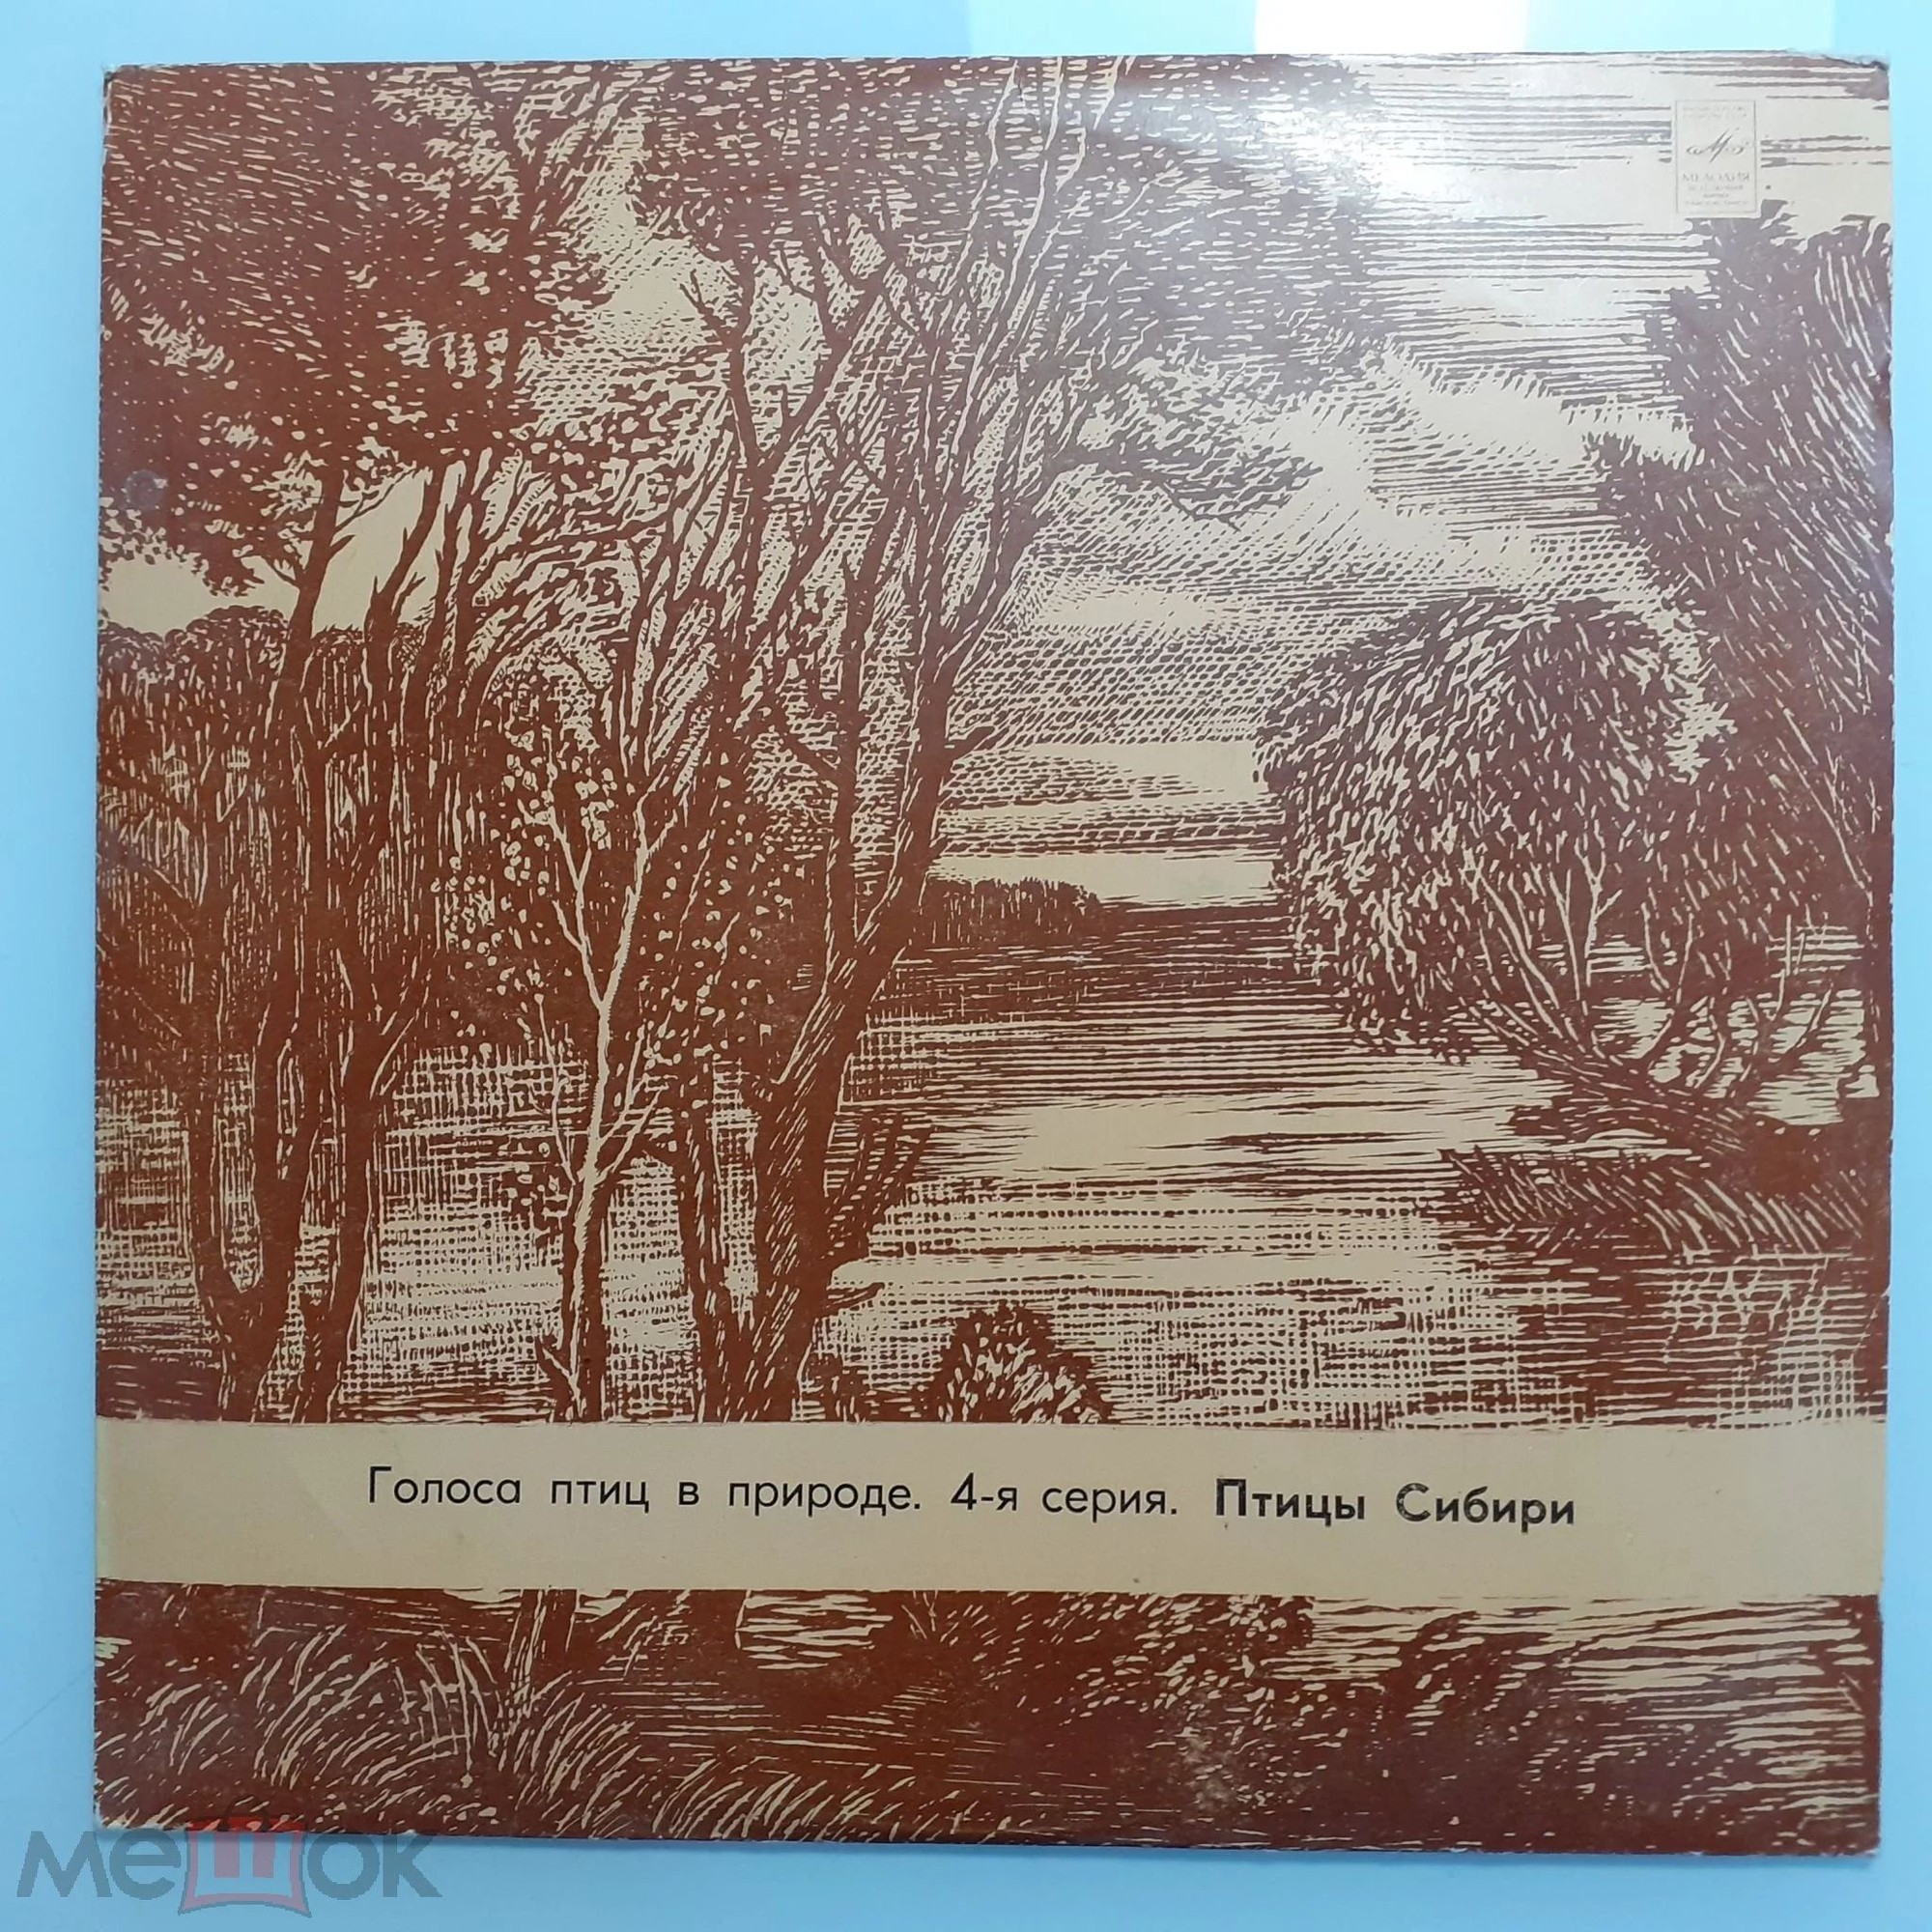 МЕЛОДИЯ
Голоса птиц в природе. 4-я серия. Птицы Сибири
мешок